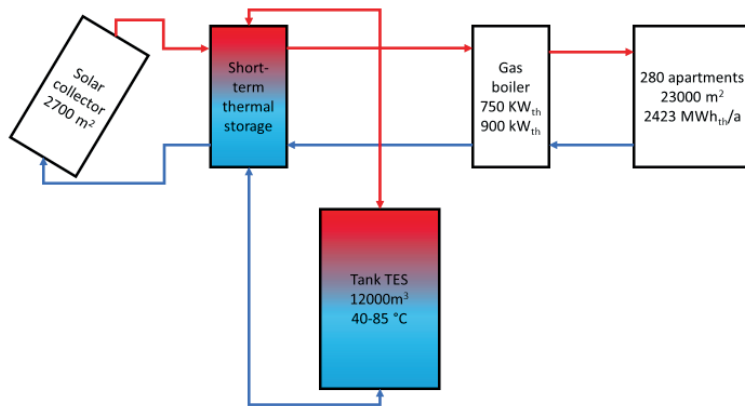 Solar
collector
2700 m²
Short-
term
thermal
storage
Gas
boiler
750 KWₜₕ
900 kWₜₕ
280 apartments
23000 m²
2423 MWhₜₕ/a
Tank TES
12000m³
40-85 °C